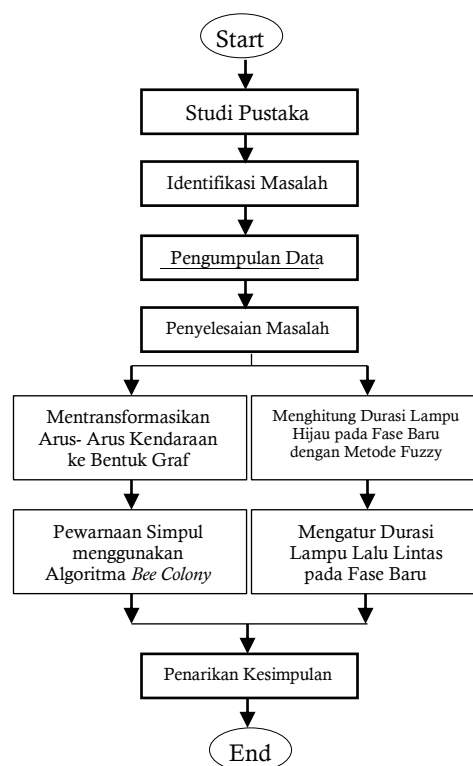 Start
Studi Pustaka
Identifikasi Masalah
Pengumpulan Data
Penyelesaian Masalah
Mentransformasikan
Arus- Arus Kendaraan
ke Bentuk Graf
Menghitung Durasi Lampu
Hijau pada Fase Baru
dengan Metode Fuzzy
Pewarnaan Simpul
menggunakan
Algoritma Bee Colony
Mengatur Durasi
Lampu Lalu Lintas
pada Fase Baru
Penarikan Kesimpulan
End